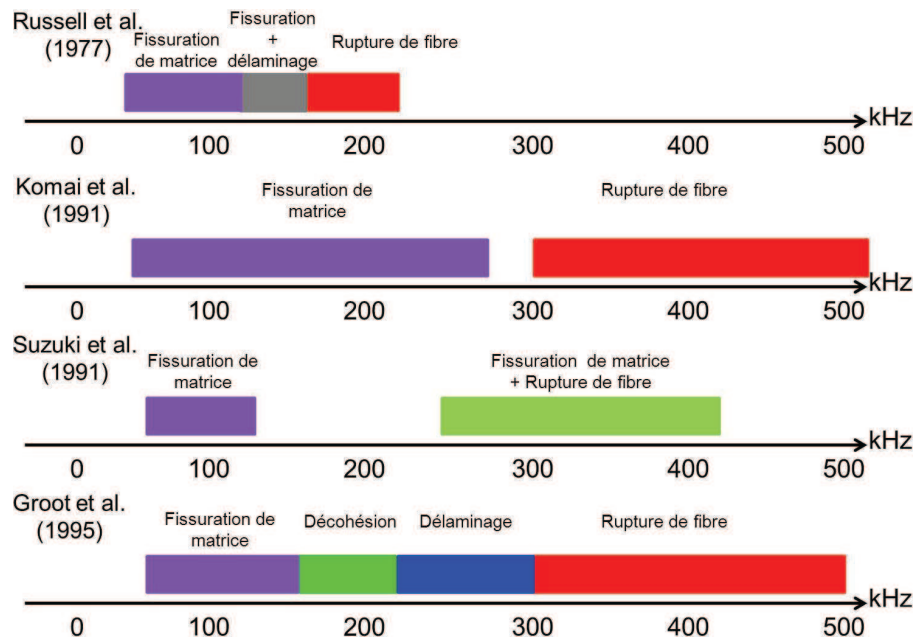 Russell et al.
(1977)
Fissuration
de matrice
Fissuration
+
délaminage
Rupture de fibre
kHz
0 100 200 300 400 500
Komai et al.
(1991)
Fissuration de
matrice
Rupture de fibre
kHz
0 100 200 300 400 500
Suzuki et al.
(1991)
Fissuration de
matrice
Fissuration de matrice
+ Rupture de fibre
kHz
0 100 200 300 400 500
Groot et al.
(1995)
Fissuration de
matrice
Décohésion
Délaminage
Rupture de fibre
kHz
0 100 200 300 400 500